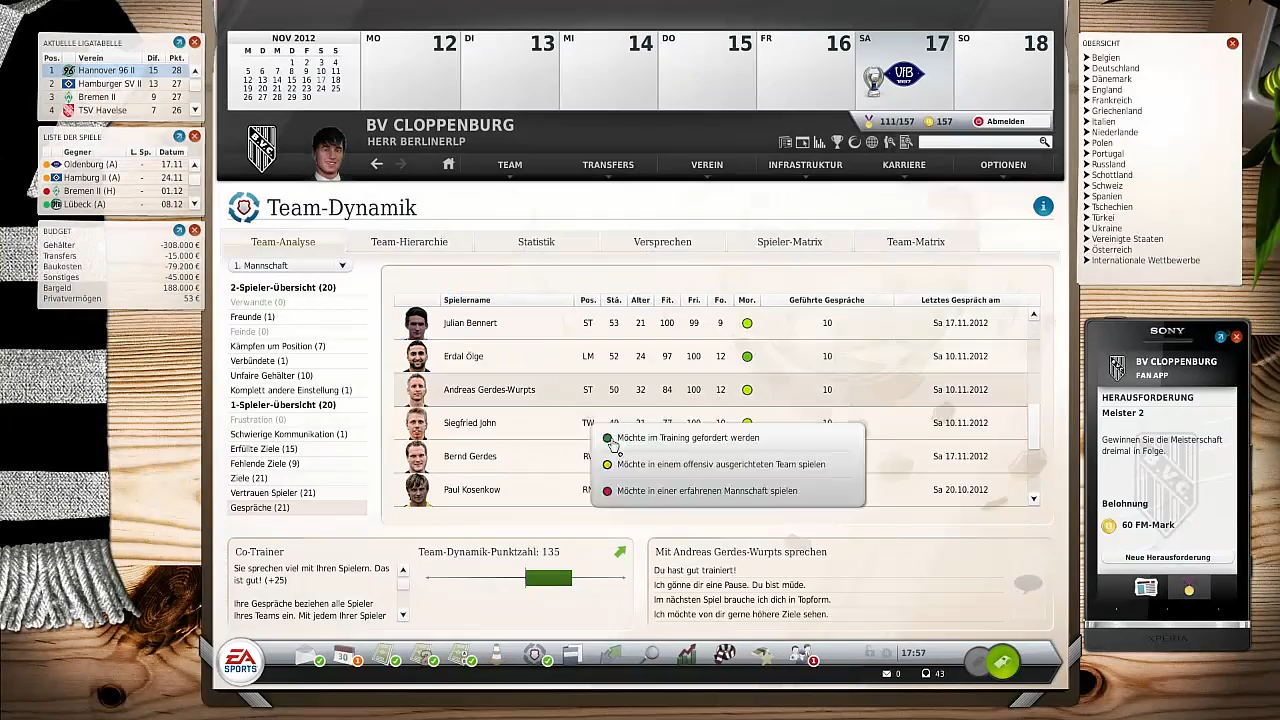 AKTUELLE LIGATABELLE
Pos. Verein Dif. Pkt.
1 Hannover 96 II 15 28
2 Hamburger SV II 13 27
3 Bremen II 9 27
4 TSV Havelse 7 26
LISTE DER SPIELE
Gegner L. Sp. Datum
Oldenburg (A) - 17.11
Hamburg II (A) - 24.11
Bremen II (H) - 01.12
Lübeck (A) - 08.12
BUDGET
Gehälter -308.000 €
Transfers -15.000 €
Baukosten -79.200 €
Sonstiges -45.000 €
Bargeld 188.000 €
Privatvermögen 53 €
NOV 2012
M D M D F S S
1 2 3 4
5 6 7 8 9 10 11
12 13 14 15 16 17 18
19 20 21 22 23 24 25
26 27 28 29 30
MO 12 DI 13 MI 14 DO 15 FR 16 SA 17 SO 18
VfB
1897
BV CLOPPENBURG
HERR BERLINERLP
111/157 157 Abmelden
TEAM TRANSFERS VEREIN INFRASTRUKTUR KARRIERE OPTIONEN
Team-Dynamik
Team-Analyse Team-Hierarchie Statistik Versprechen Spieler-Matrix Team-Matrix
1. Mannschaft
2-Spieler-Übersicht (20)
Verwandte (0)
Freunde (1)
Feinde (0)
Kämpfen um Position (7)
Verbündete (1)
Unfaire Gehälter (10)
Komplett andere Einstellung (1)
1-Spieler-Übersicht (20)
Frustration (0)
Schwierige Kommunikation (1)
Erfüllte Ziele (15)
Fehlende Ziele (9)
Ziele (21)
Vertrauen Spieler (21)
Gespräche (21)
Spielername Pos. Stä. Alter Fit. Fri. Fo. Mor. Geführte Gespräche Letztes Gespräch am
Julian Bennert ST 53 21 100 99 9 10 Sa 17.11.2012
Erdal Ölge LM 52 24 97 100 12 10 Sa 10.11.2012
Andreas Gerdes-Wurpts ST 50 32 84 100 12 10 Sa 10.11.2012
Siegfried John TW Sa 10.11.2012
Bernd Gerdes Sa 17.11.2012
Paul Kosenkow Sa 20.10.2012
Möchte im Training gefordert werden
Möchte in einem offensiv ausgerichteten Team spielen
Möchte in einer erfahrenen Mannschaft spielen
Co-Trainer
Sie sprechen viel mit Ihren Spielern. Das
ist gut! (+25)
Ihre Gespräche beziehen alle Spieler
Ihres Teams ein. Mit jedem Ihrer Spiele
Team-Dynamik-Punktzahl: 135
Mit Andreas Gerdes-Wurpts sprechen
Du hast gut trainiert!
Ich gönne dir eine Pause. Du bist müde.
Im nächsten Spiel brauche ich dich in Topform.
Ich möchte von dir gerne höhere Ziele sehen.
EA
SPORTS
30 1
1
17:57
0 43
ÜBERSICHT
Belgien
Deutschland
Dänemark
England
Frankreich
Griechenland
Italien
Niederlande
Polen
Portugal
Russland
Schottland
Schweiz
Spanien
Tschechien
Türkei
Ukraine
Vereinigte Staaten
Österreich
Internationale Wettbewerbe
SONY
BV CLOPPENBURG
FAN APP
HERAUSFORDERUNG
Meister 2
Gewinnen Sie die Meisterschaft
dreimal in Folge.
Belohnung
60 FM-Mark
Neue Herausforderung
XPERIA